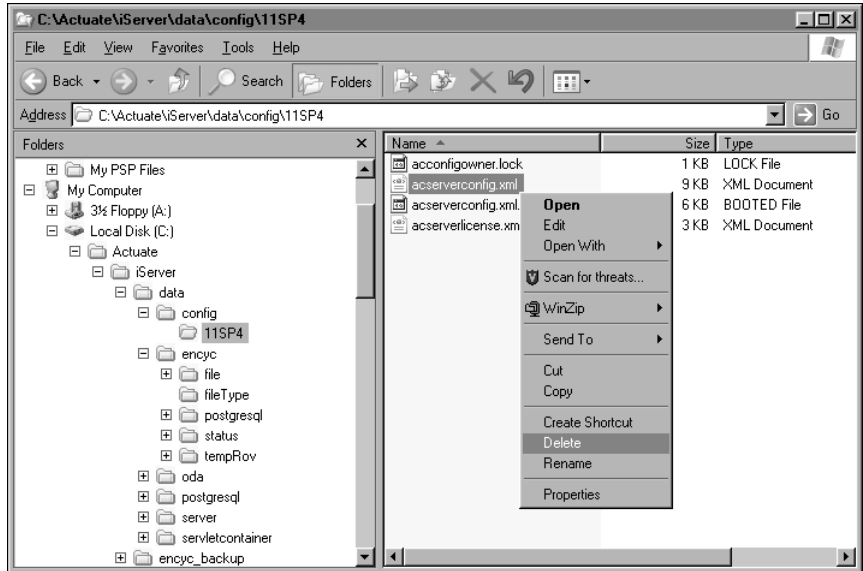 C:\Actuate\iServer\data\config\11SP4
File Edit View Favorites Tools Help
Back Search Folders
Address C:\Actuate\iServer\data\config\11SP4 Go
Folders
My PSP Files
My Computer
3½ Floppy (A:)
Local Disk (C:)
Actuate
iServer
data
config
11SP4
encyc
file
fileType
postgresql
status
tempRov
oda
postgresql
server
servletcontainer
encyc_backup
Name Size Type
acconfigowner.lock 1 KB LOCK File
acserverconfig.xml 9 KB XML Document
acserverconfig.xml. 6 KB BOOTED File
acserverlicense.xm 3 KB XML Document
Open
Edit
Open With
Scan for threats...
WinZip
Send To
Cut
Copy
Create Shortcut
Delete
Rename
Properties